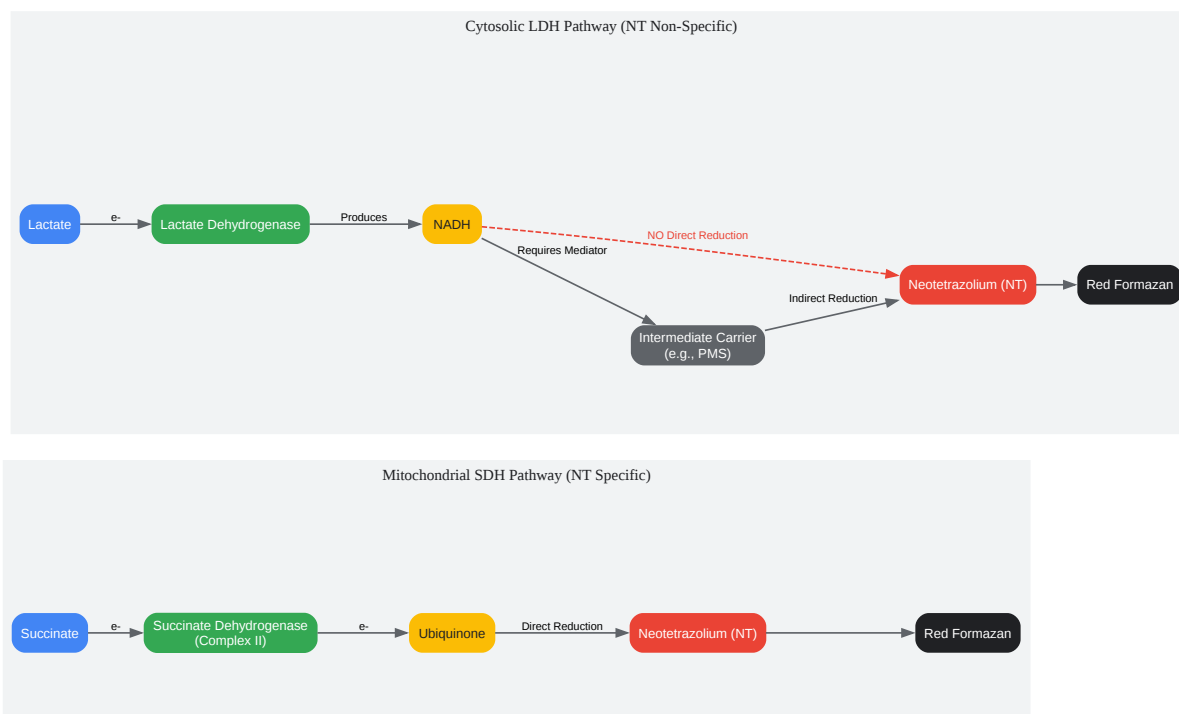 Cytosolic LDH Pathway (NT Non-Specific)
Lactate
e-
Lactate Dehydrogenase
Produces
NADH
NO Direct Reduction
Requires Mediator
Intermediate Carrier
(e.g., PMS)
Indirect Reduction
Neotetrazolium (NT)
Red Formazan
Mitochondrial SDH Pathway (NT Specific)
Succinate
e-
Succinate Dehydrogenase
(Complex II)
e-
Ubiquinone
Direct Reduction
Neotetrazolium (NT)
Red Formazan